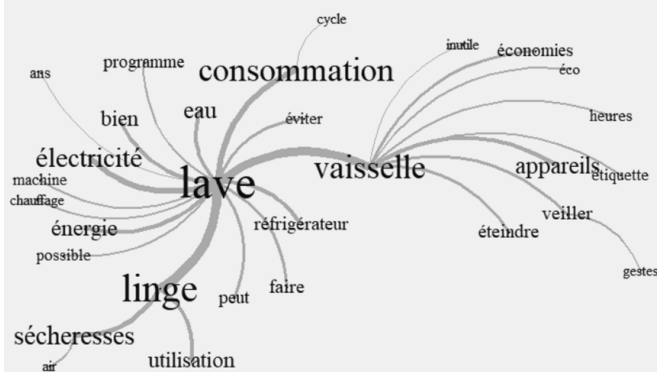 cycle
inutile
économies
programme
consommation
éco
ans
eau
éviter
heures
bien
électricité
vaisselle
appareils
étiquette
machine
lave
chauffage
veiller
énergie
réfrigérateur
éteindre
possible
gestes
linge
peut
faire
sécheresses
utilisation
air